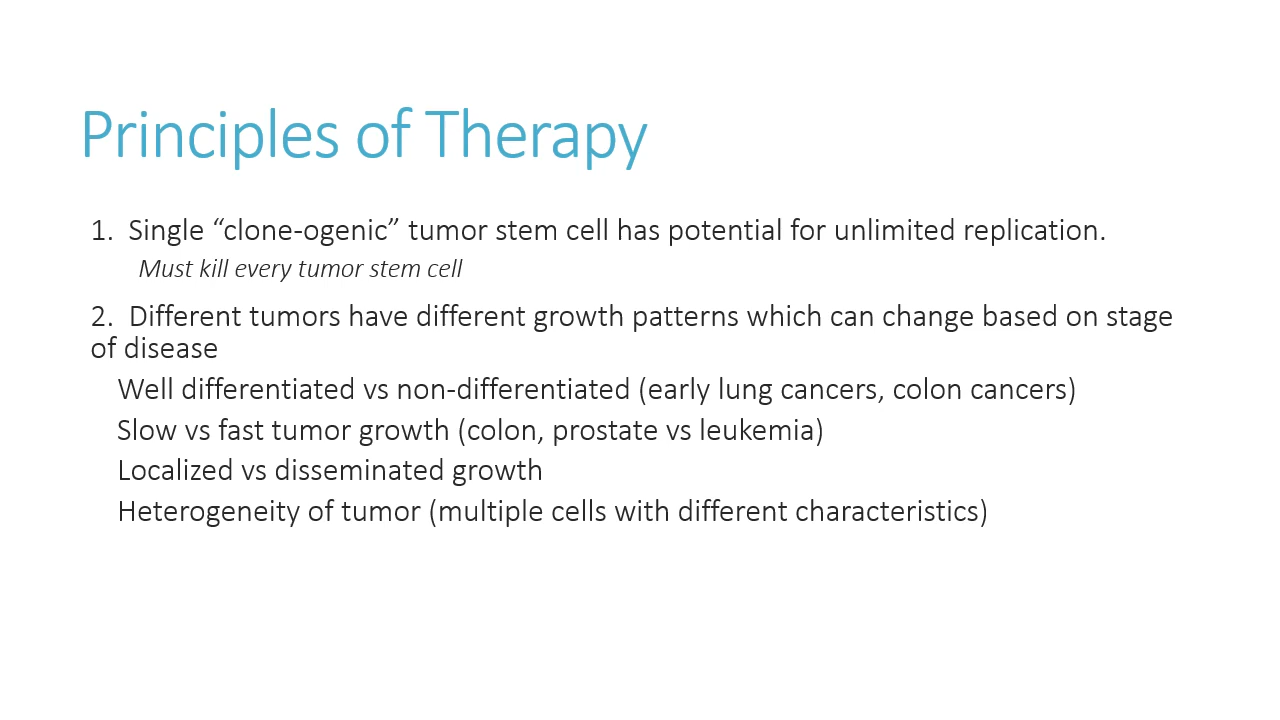 Principles of Therapy
1. Single “clone-ogenic” tumor stem cell has potential for unlimited replication.
Must kill every tumor stem cell
2. Different tumors have different growth patterns which can change based on stage
of disease
Well differentiated vs non-differentiated (early lung cancers, colon cancers)
Slow vs fast tumor growth (colon, prostate vs leukemia)
Localized vs disseminated growth
Heterogeneity of tumor (multiple cells with different characteristics)